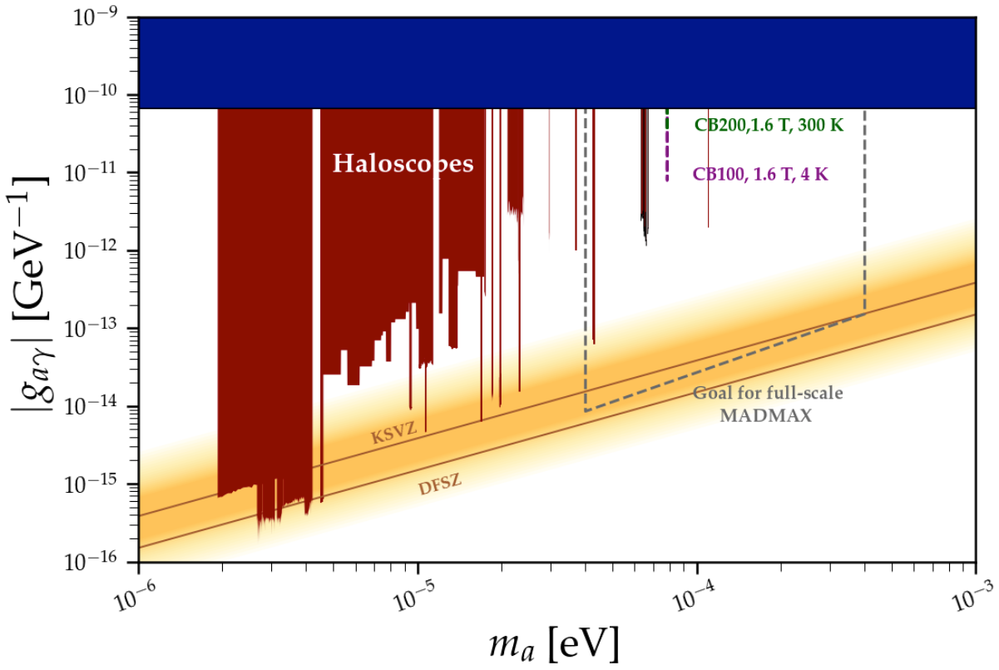 10⁻⁹
10⁻¹⁰
10⁻¹¹
10⁻¹²
10⁻¹³
10⁻¹⁴
10⁻¹⁵
10⁻¹⁶
|g_{aγ}| [GeV⁻¹]
CB200,1.6 T, 300 K
Haloscopes
CB100, 1.6 T, 4 K
Goal for full-scale
MADMAX
KSVZ
DFSZ
10⁻⁶
10⁻⁵
10⁻⁴
10⁻³
m_a [eV]